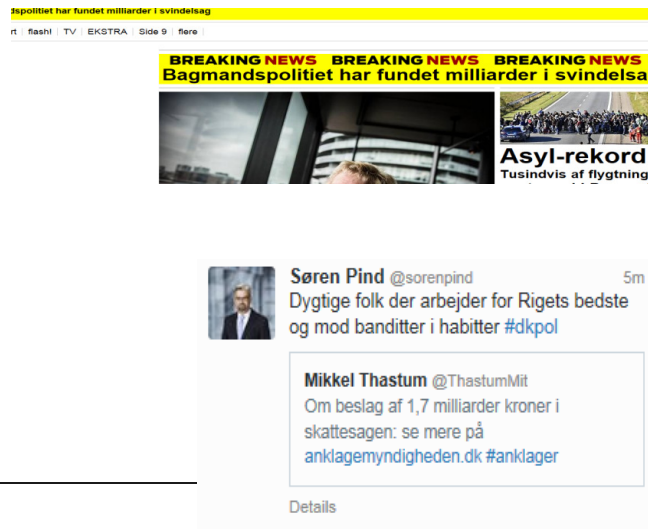 dspolitiet har fundet milliarder i svindelsag
rt | flash! | TV | EKSTRA | Side 9 | flere |
BREAKING NEWS BREAKING NEWS BREAKING NEWS
Bagmandspolitiet har fundet milliarder i svindelsa
Asyl-rekord
Tusindvis af flygtning
Søren Pind @sorenpind 5m
Dygtige folk der arbejder for Rigets bedste
og mod banditter i habitter #dkpol
Mikkel Thastum @ThastumMit
Om beslag af 1,7 milliarder kroner i
skattesagen: se mere på
anklagemyndigheden.dk #anklager
Details